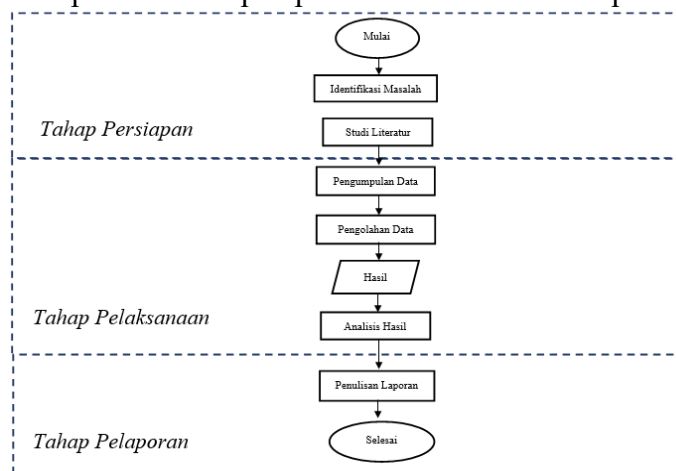 Mulai
Identifikasi Masalah
Tahap Persiapan
Studi Literatur
Pengumpulan Data
Pengolahan Data
Hasil
Tahap Pelaksanaan
Analisis Hasil
Penulisan Laporan
Tahap Pelaporan
Selesai